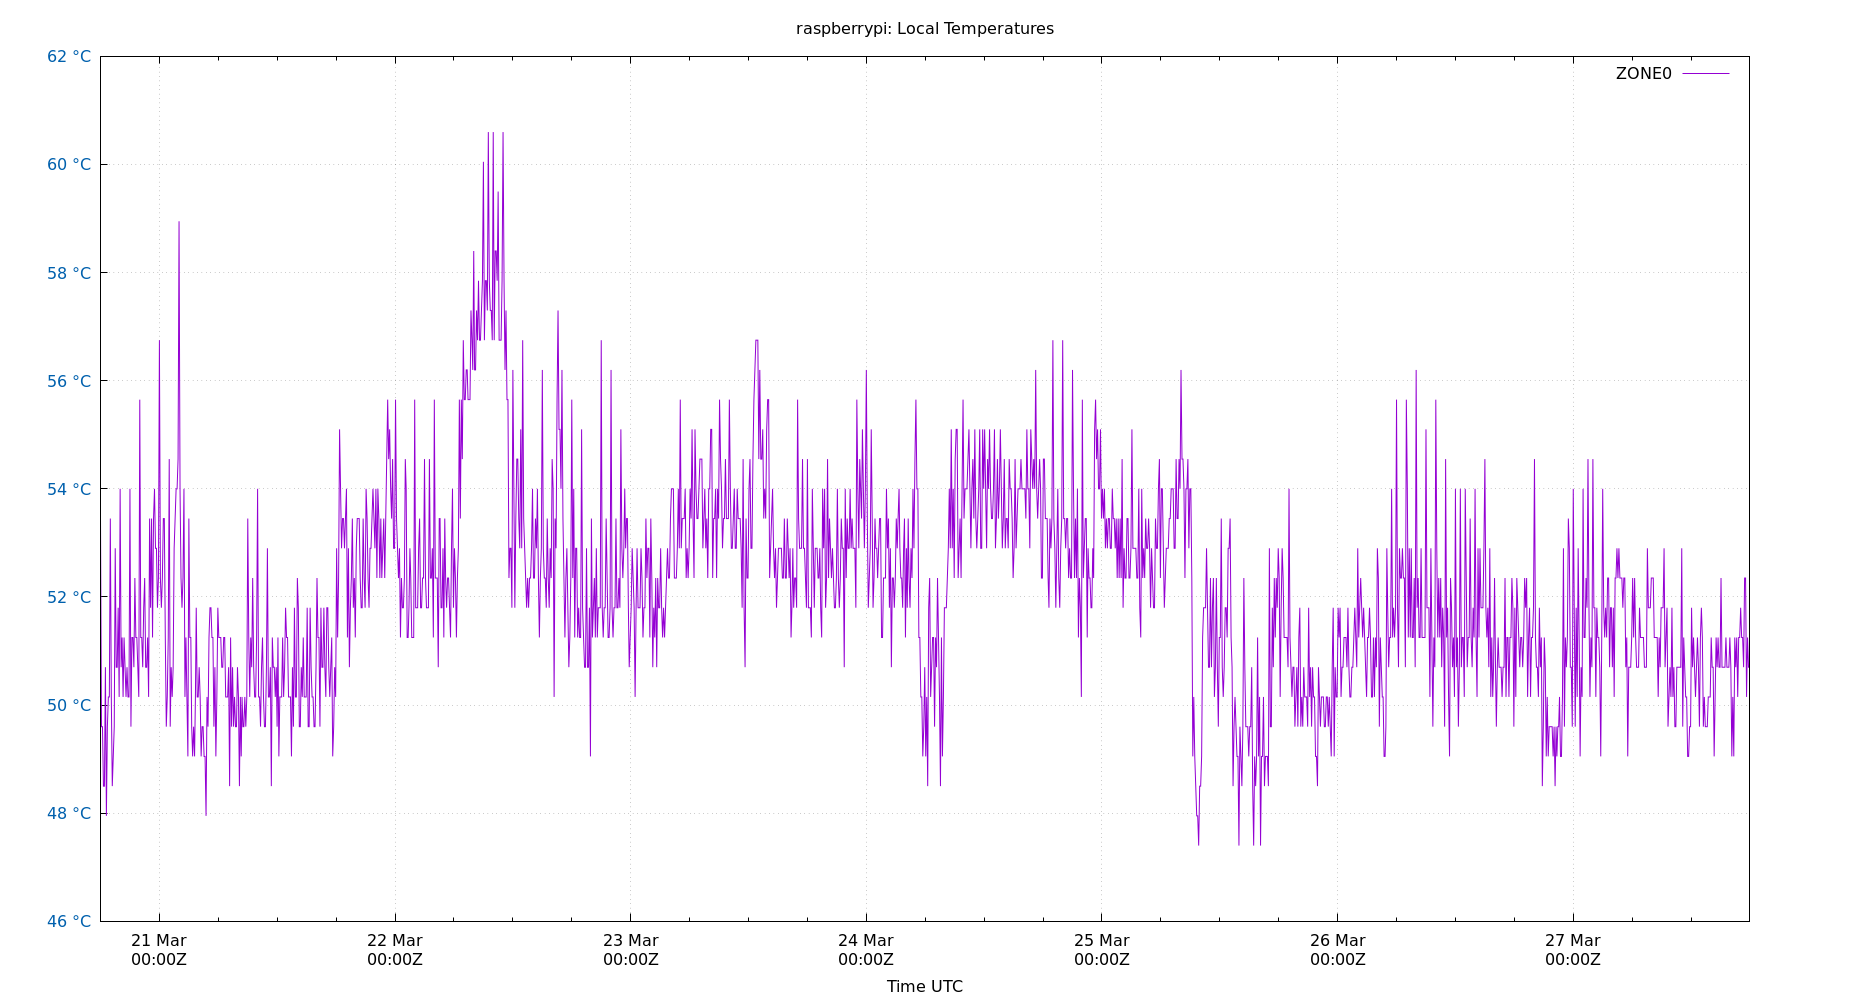 raspberrypi: Local Temperatures
62 °C
ZONE0
60 °C
58 °C
56 °C
54 °C
52 °C
50 °C
48 °C
46 °C
21 Mar
00:00Z
22 Mar
00:00Z
23 Mar
00:00Z
24 Mar
00:00Z
25 Mar
00:00Z
26 Mar
00:00Z
27 Mar
00:00Z
Time UTC